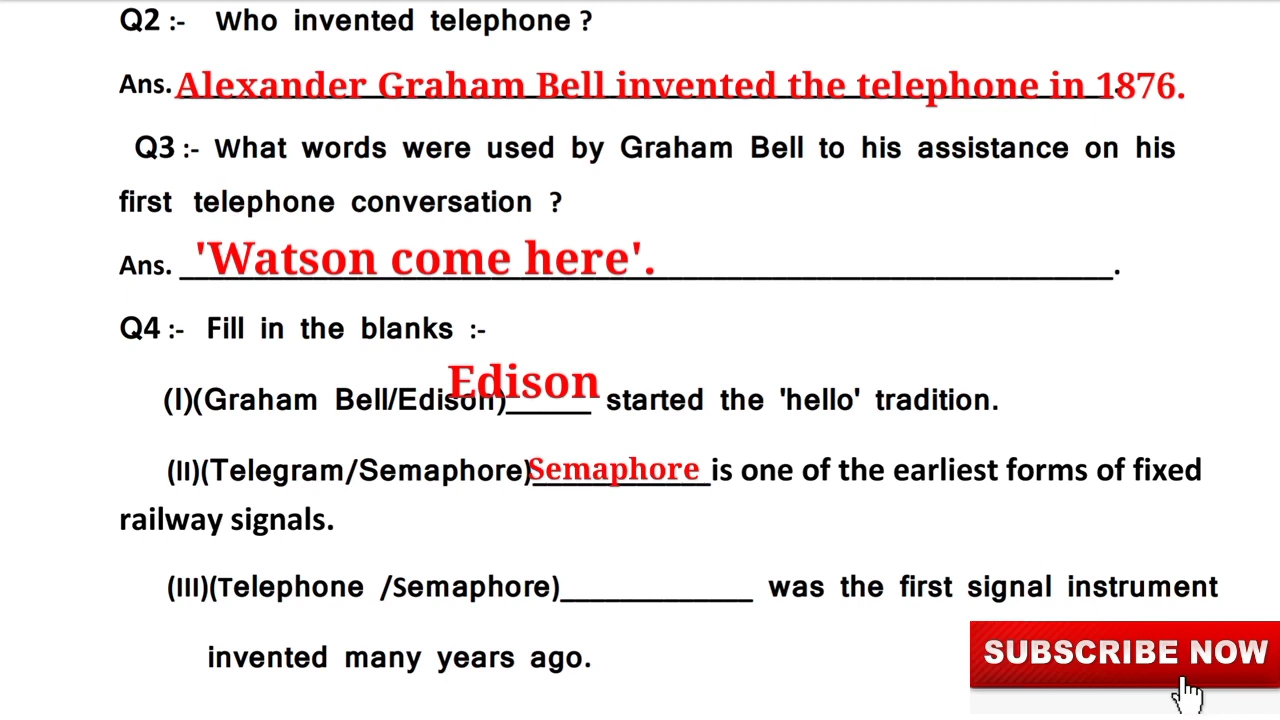 Q2 :- Who invented telephone ?
Ans. Alexander Graham Bell invented the telephone in 1876.
Q3 :- What words were used by Graham Bell to his assistance on his
first telephone conversation ?
Ans. 'Watson come here'.
Q4 :- Fill in the blanks :-
(I)(Graham Bell/Edison)______ Edison started the 'hello' tradition.
(II)(Telegram/Semaphore) Semaphore is one of the earliest forms of fixed
railway signals.
(III)(Telephone /Semaphore)_____________ was the first signal instrument
invented many years ago.
SUBSCRIBE NOW